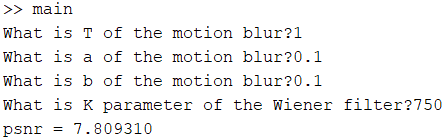 >> main
What is T of the motion blur?1
What is a of the motion blur?0.1
What is b of the motion blur?0.1
What is K parameter of the Wiener filter?750
psnr = 7.809310